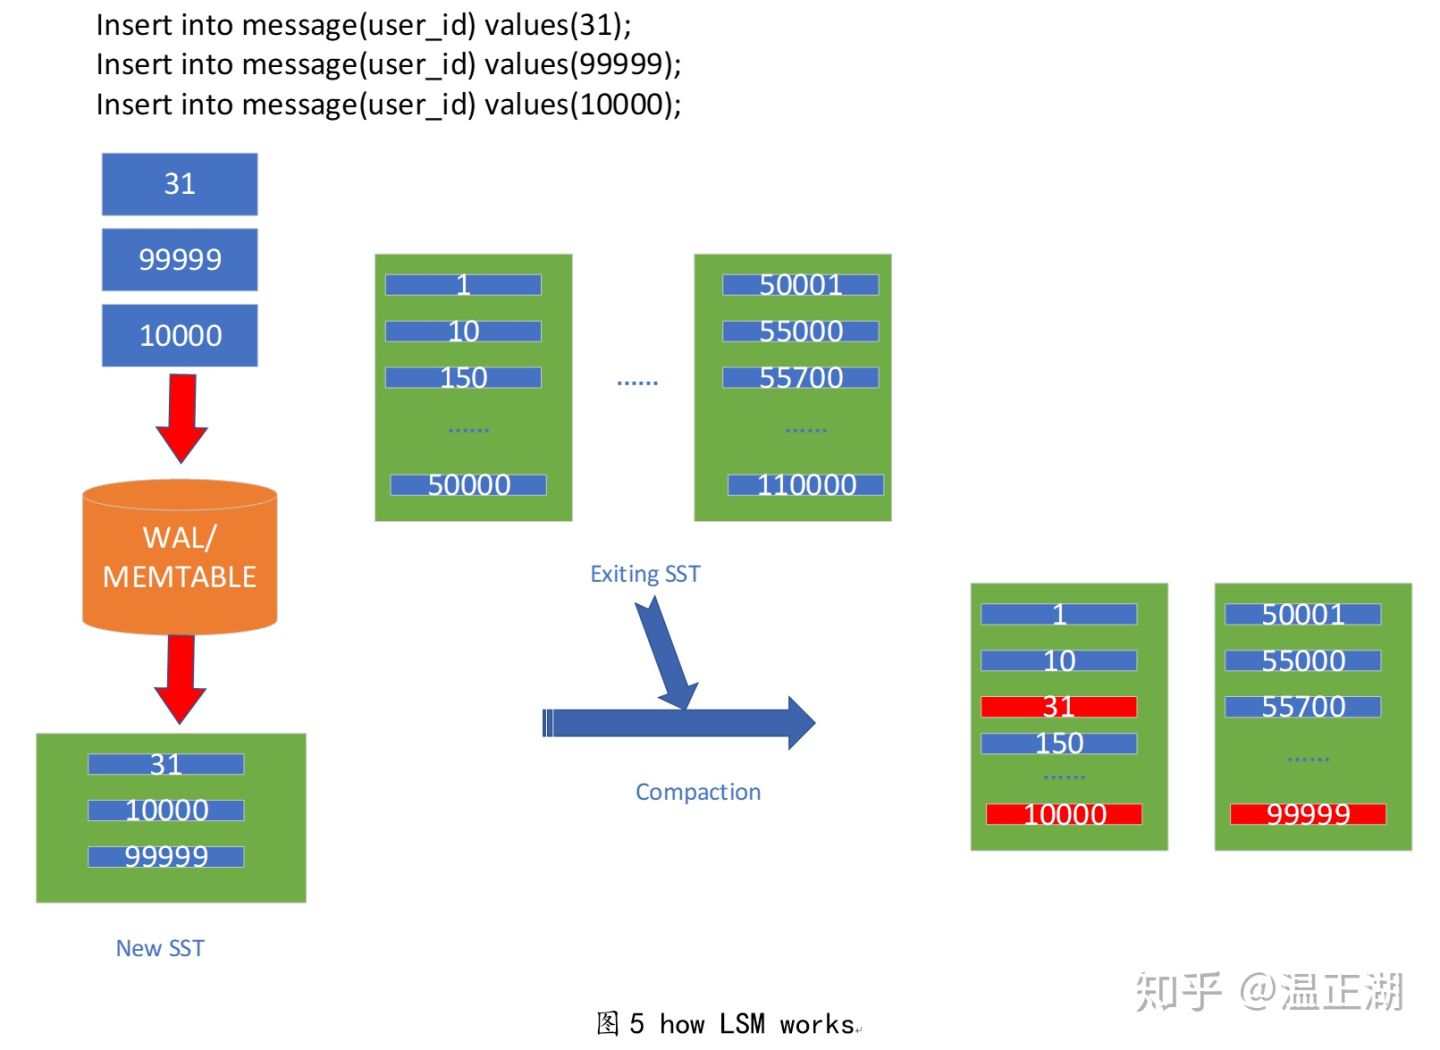 Insert into message(user_id) values(31);
Insert into message(user_id) values(99999);
Insert into message(user_id) values(10000);
31
99999
10000
WAL/
MEMTABLE
31
10000
99999
New SST
1
10
150
......
50000
......
50001
55000
55700
......
110000
Exiting SST
Compaction
1
10
31
150
......
10000
50001
55000
55700
......
99999
知乎 @温正湖
图 5 how LSM works